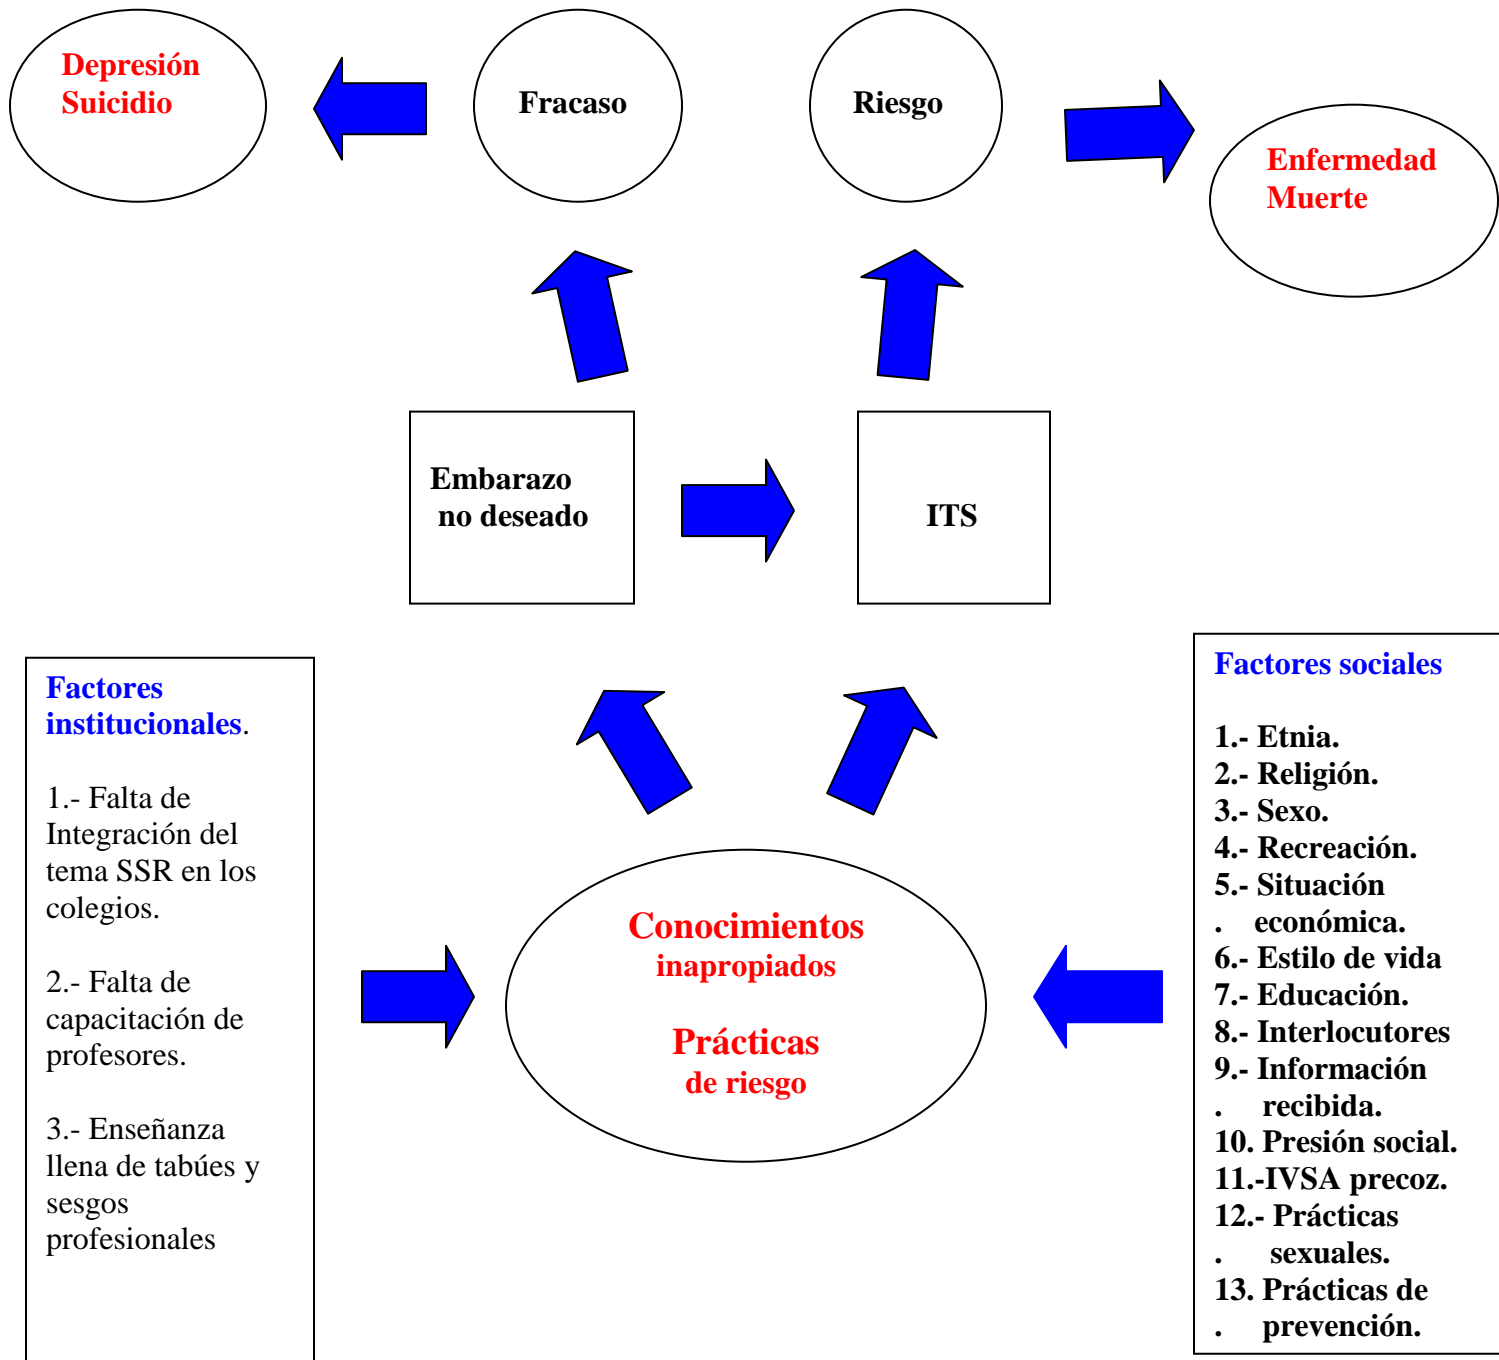 Depresión
Suicidio
Fracaso
Riesgo
Enfermedad
Muerte
Embarazo
no deseado
ITS
Factores
institucionales.
1.- Falta de
Integración del
tema SSR en los
colegios.
2.- Falta de
capacitación de
profesores.
3.- Enseñanza
llena de tabúes y
sesgos
profesionales
Conocimientos
inapropiados
Prácticas
de riesgo
Factores sociales
1.- Etnia.
2.- Religión.
3.- Sexo.
4.- Recreación.
5.- Situación
. económica.
6.- Estilo de vida
7.- Educación.
8.- Interlocutores
9.- Información
. recibida.
10. Presión social.
11.-IVSA precoz.
12.- Prácticas
. sexuales.
13. Prácticas de
. prevención.